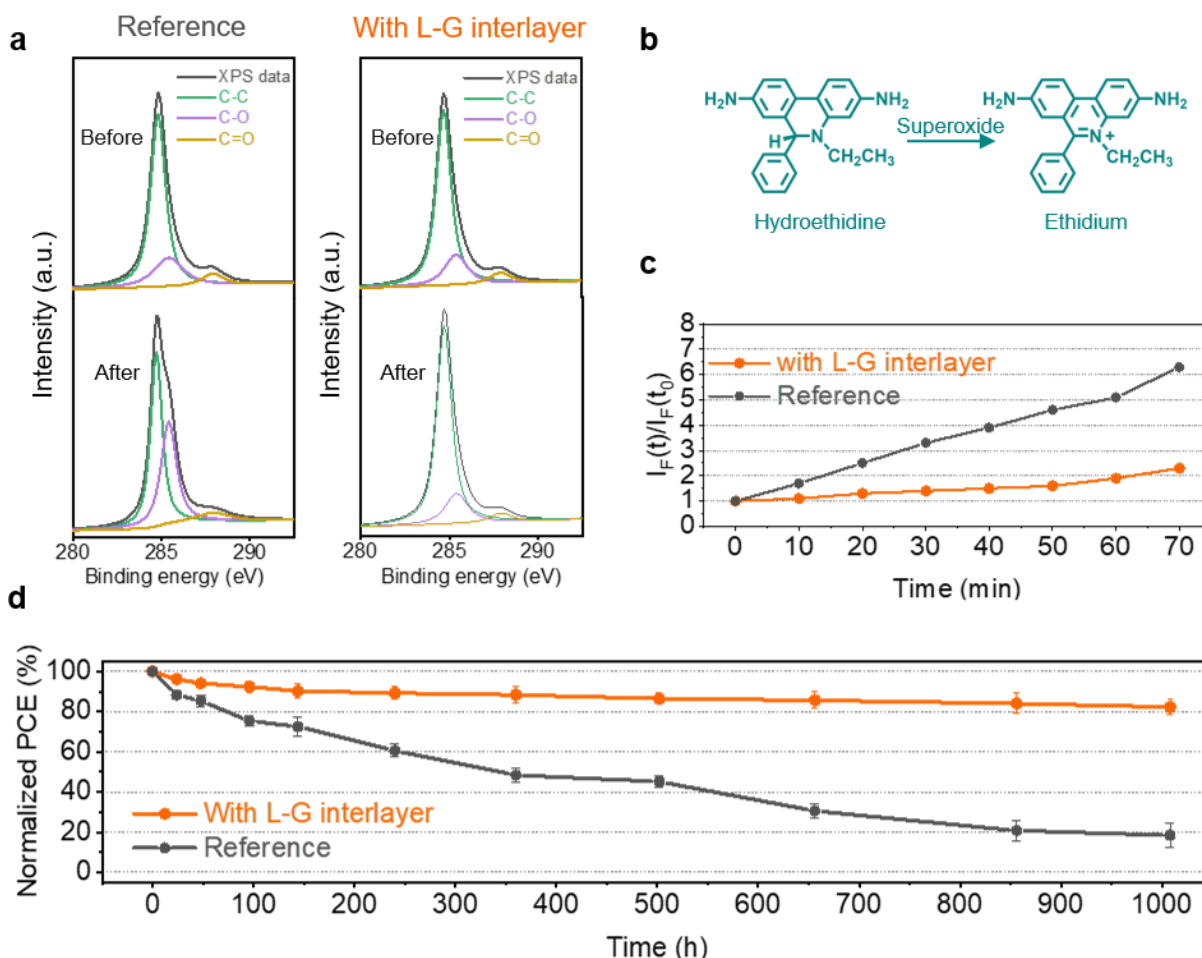 a
Reference
With L-G interlayer
XPS data
C-C
C-O
C=O
Before
After
XPS data
C-C
C-O
C=O
Before
After
Intensity (a.u.)
Intensity (a.u.)
280 285 290
Binding energy (eV)
280 285 290
Binding energy (eV)
b
H₂N
NH₂
H
N
CH₂CH₃
Hydroethidine
Superoxide
H₂N
NH₂
N⁺
CH₂CH₃
Ethidium
c
I_F(t)/I_F(t₀)
8
7
6
5
4
3
2
1
0
with L-G interlayer
Reference
0 10 20 30 40 50 60 70
Time (min)
d
Normalized PCE (%)
100
80
60
40
20
0
With L-G interlayer
Reference
0 100 200 300 400 500 600 700 800 900 1000
Time (h)